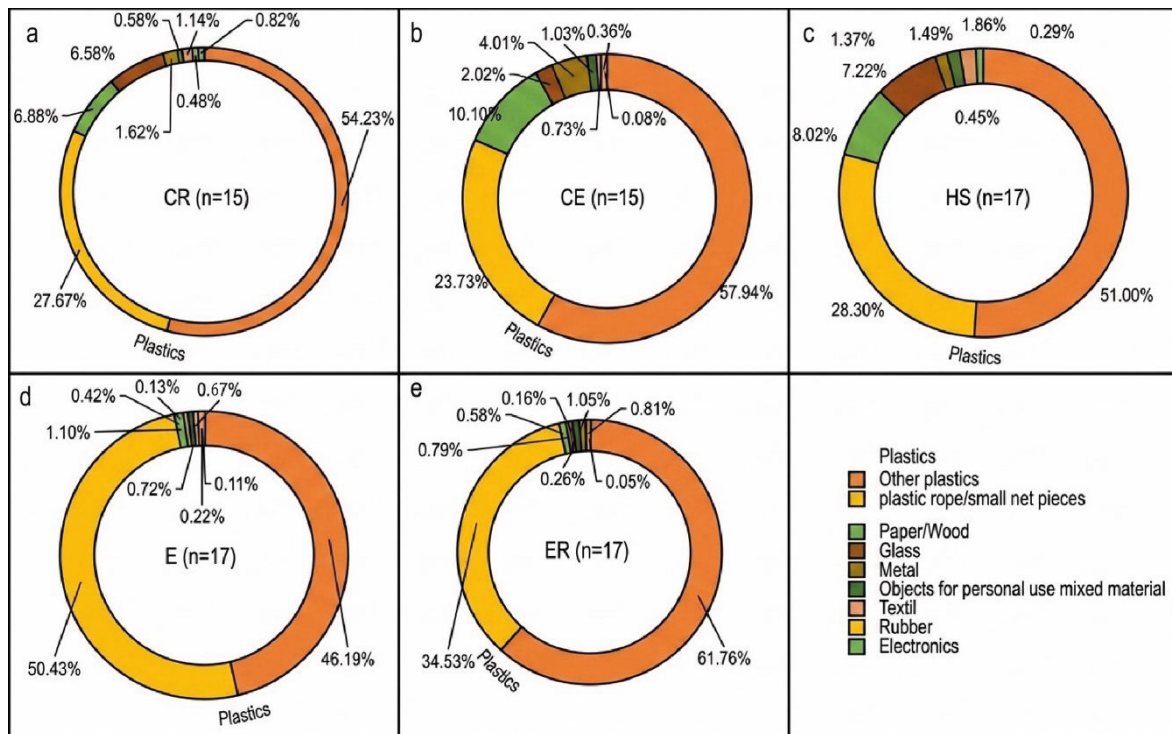 a
0.58%
1.14%
0.82%
6.58%
6.88%
1.62%
0.48%
54.23%
CR (n=15)
27.67%
Plastics
b
1.03%
0.36%
4.01%
2.02%
10.10%
0.73%
0.08%
CE (n=15)
23.73%
57.94%
Plastics
c
1.37%
1.49%
1.86%
0.29%
7.22%
8.02%
0.45%
HS (n=17)
28.30%
51.00%
Plastics
d
0.13%
0.67%
0.42%
1.10%
0.72%
0.11%
0.22%
E (n=17)
50.43%
46.19%
Plastics
e
0.16%
1.05%
0.58%
0.81%
0.79%
0.26%
0.05%
ER (n=17)
34.53%
61.76%
Plastics
Plastics
Other plastics
plastic rope/small net pieces
Paper/Wood
Glass
Metal
Objects for personal use mixed material
Textil
Rubber
Electronics